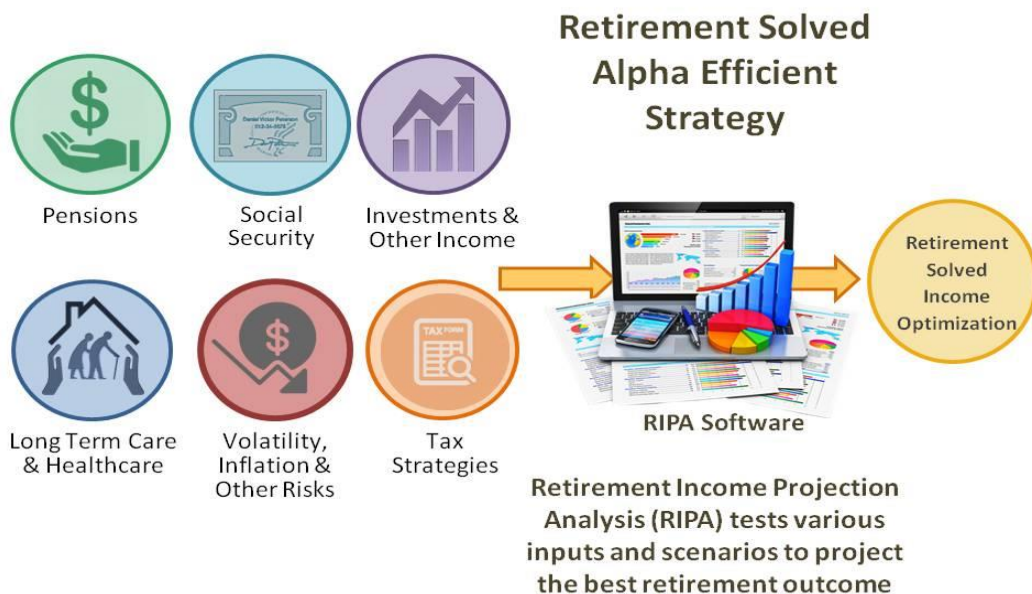 Retirement Solved
Alpha Efficient
Strategy
Pensions
Social
Security
Investments &
Other Income
Long Term Care
& Healthcare
Volatility,
Inflation &
Other Risks
TAX FORM
Tax
Strategies
RIPA Software
Retirement
Solved
Income
Optimization
Retirement Income Projection
Analysis (RIPA) tests various
inputs and scenarios to project
the best retirement outcome